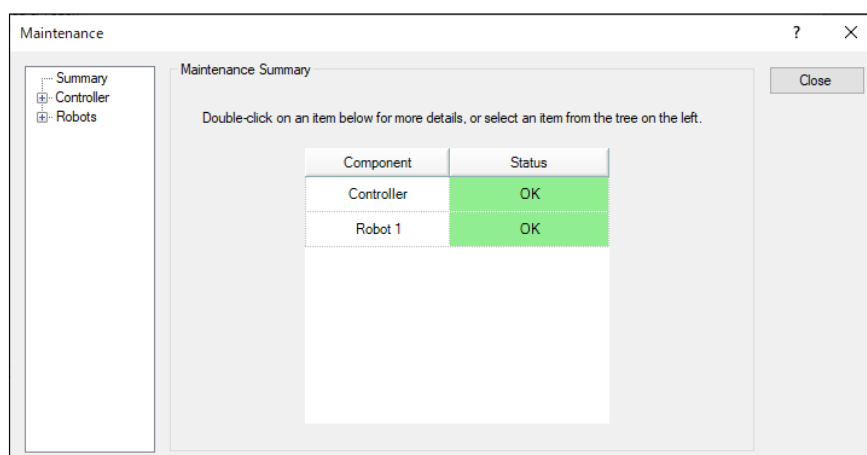 Maintenance ?
Summary
Controller
Robots
Maintenance Summary
Close
Double-click on an item below for more details, or select an item from the tree on the left.
Component Status
Controller OK
Robot 1 OK